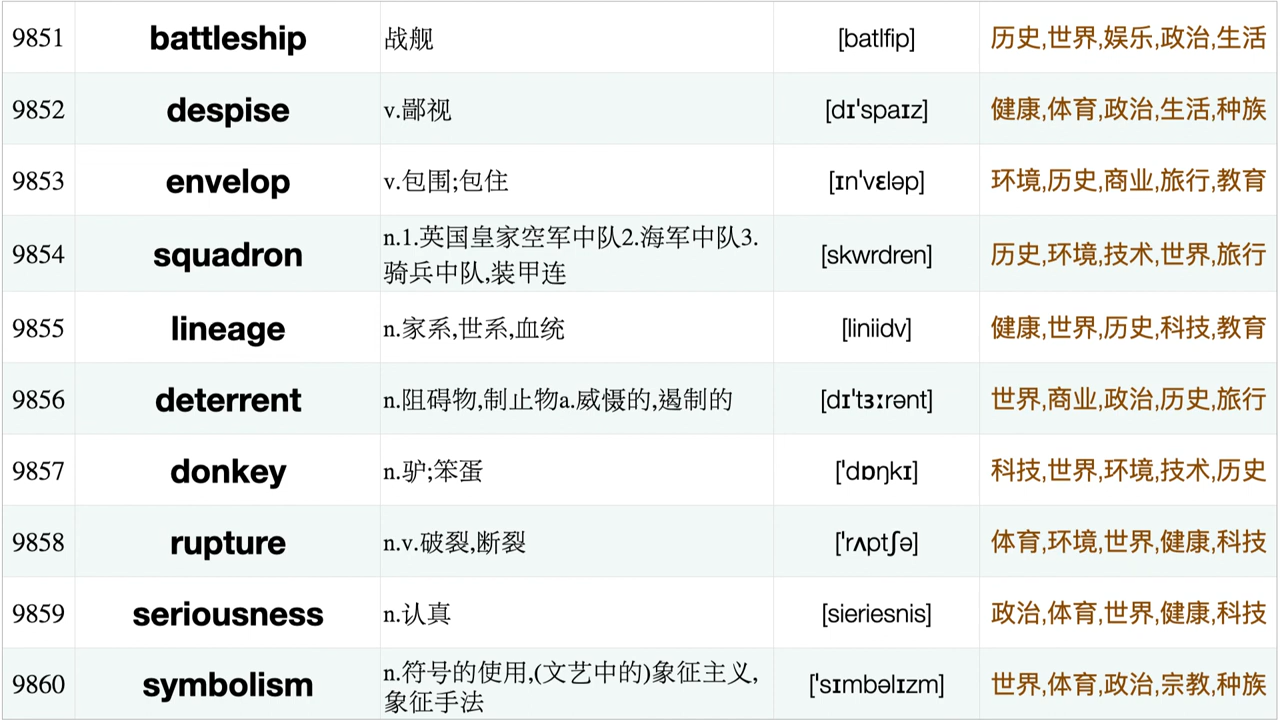 9851 battleship 战舰 [batlfip] 历史,世界,娱乐,政治,生活
9852 despise v.鄙视 [dɪ'spaɪz] 健康,体育,政治,生活,种族
9853 envelop v.包围;包住 [ɪn'vɛləp] 环境,历史,商业,旅行,教育
9854 squadron n.1.英国皇家空军中队2.海军中队3. [skwrdren] 历史,环境,技术,世界,旅行
骑兵中队,装甲连
9855 lineage n.家系,世系,血统 [liniidv] 健康,世界,历史,科技,教育
9856 deterrent n.阻碍物,制止物a.威慑的,遏制的 [dɪ'tɜːrənt] 世界,商业,政治,历史,旅行
9857 donkey n.驴;笨蛋 ['dɒŋkɪ] 科技,世界,环境,技术,历史
9858 rupture n.v.破裂,断裂 ['rʌptʃə] 体育,环境,世界,健康,科技
9859 seriousness n.认真 [sieriesnis] 政治,体育,世界,健康,科技
9860 symbolism n.符号的使用,(文艺中的)象征主义, ['sɪmbəlɪzm] 世界,体育,政治,宗教,种族
象征手法